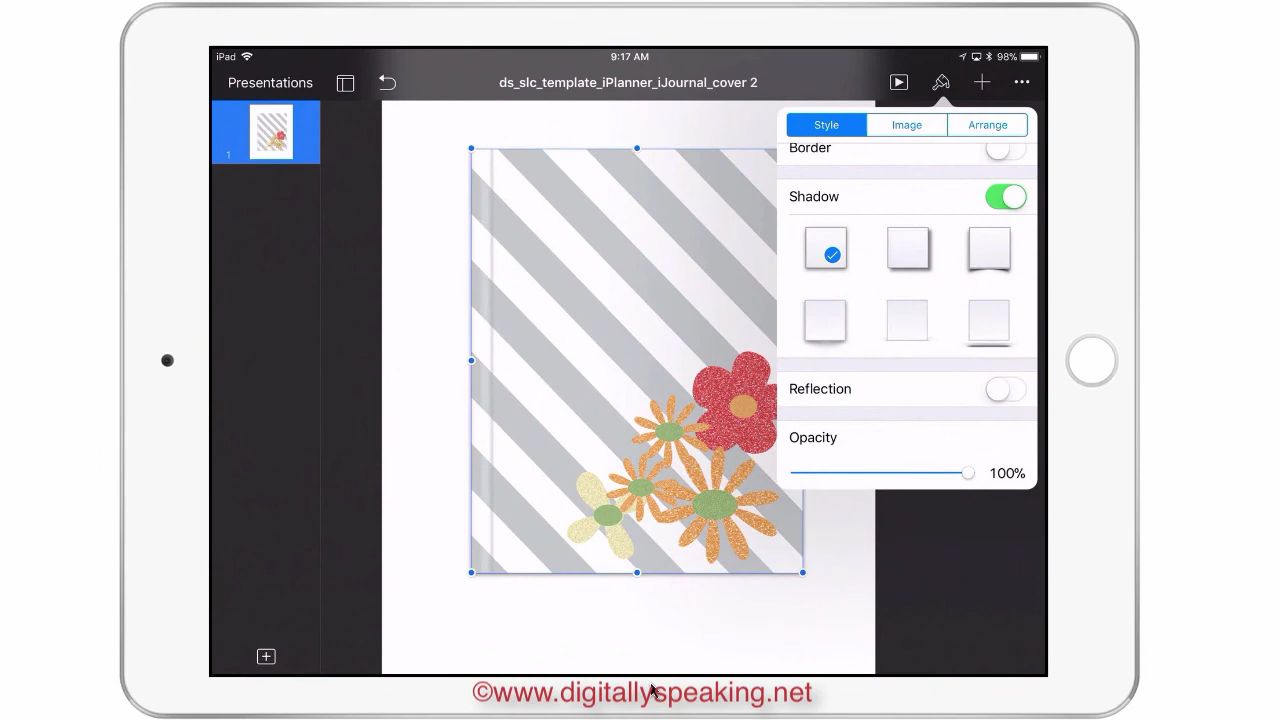 iPad 9:17 AM 98%
Presentations ds_slc_template_iPlanner_iJournal_cover 2
Style Image Arrange
Border
1
Shadow
Reflection
Opacity
100%
©www.digitallyspeaking.net